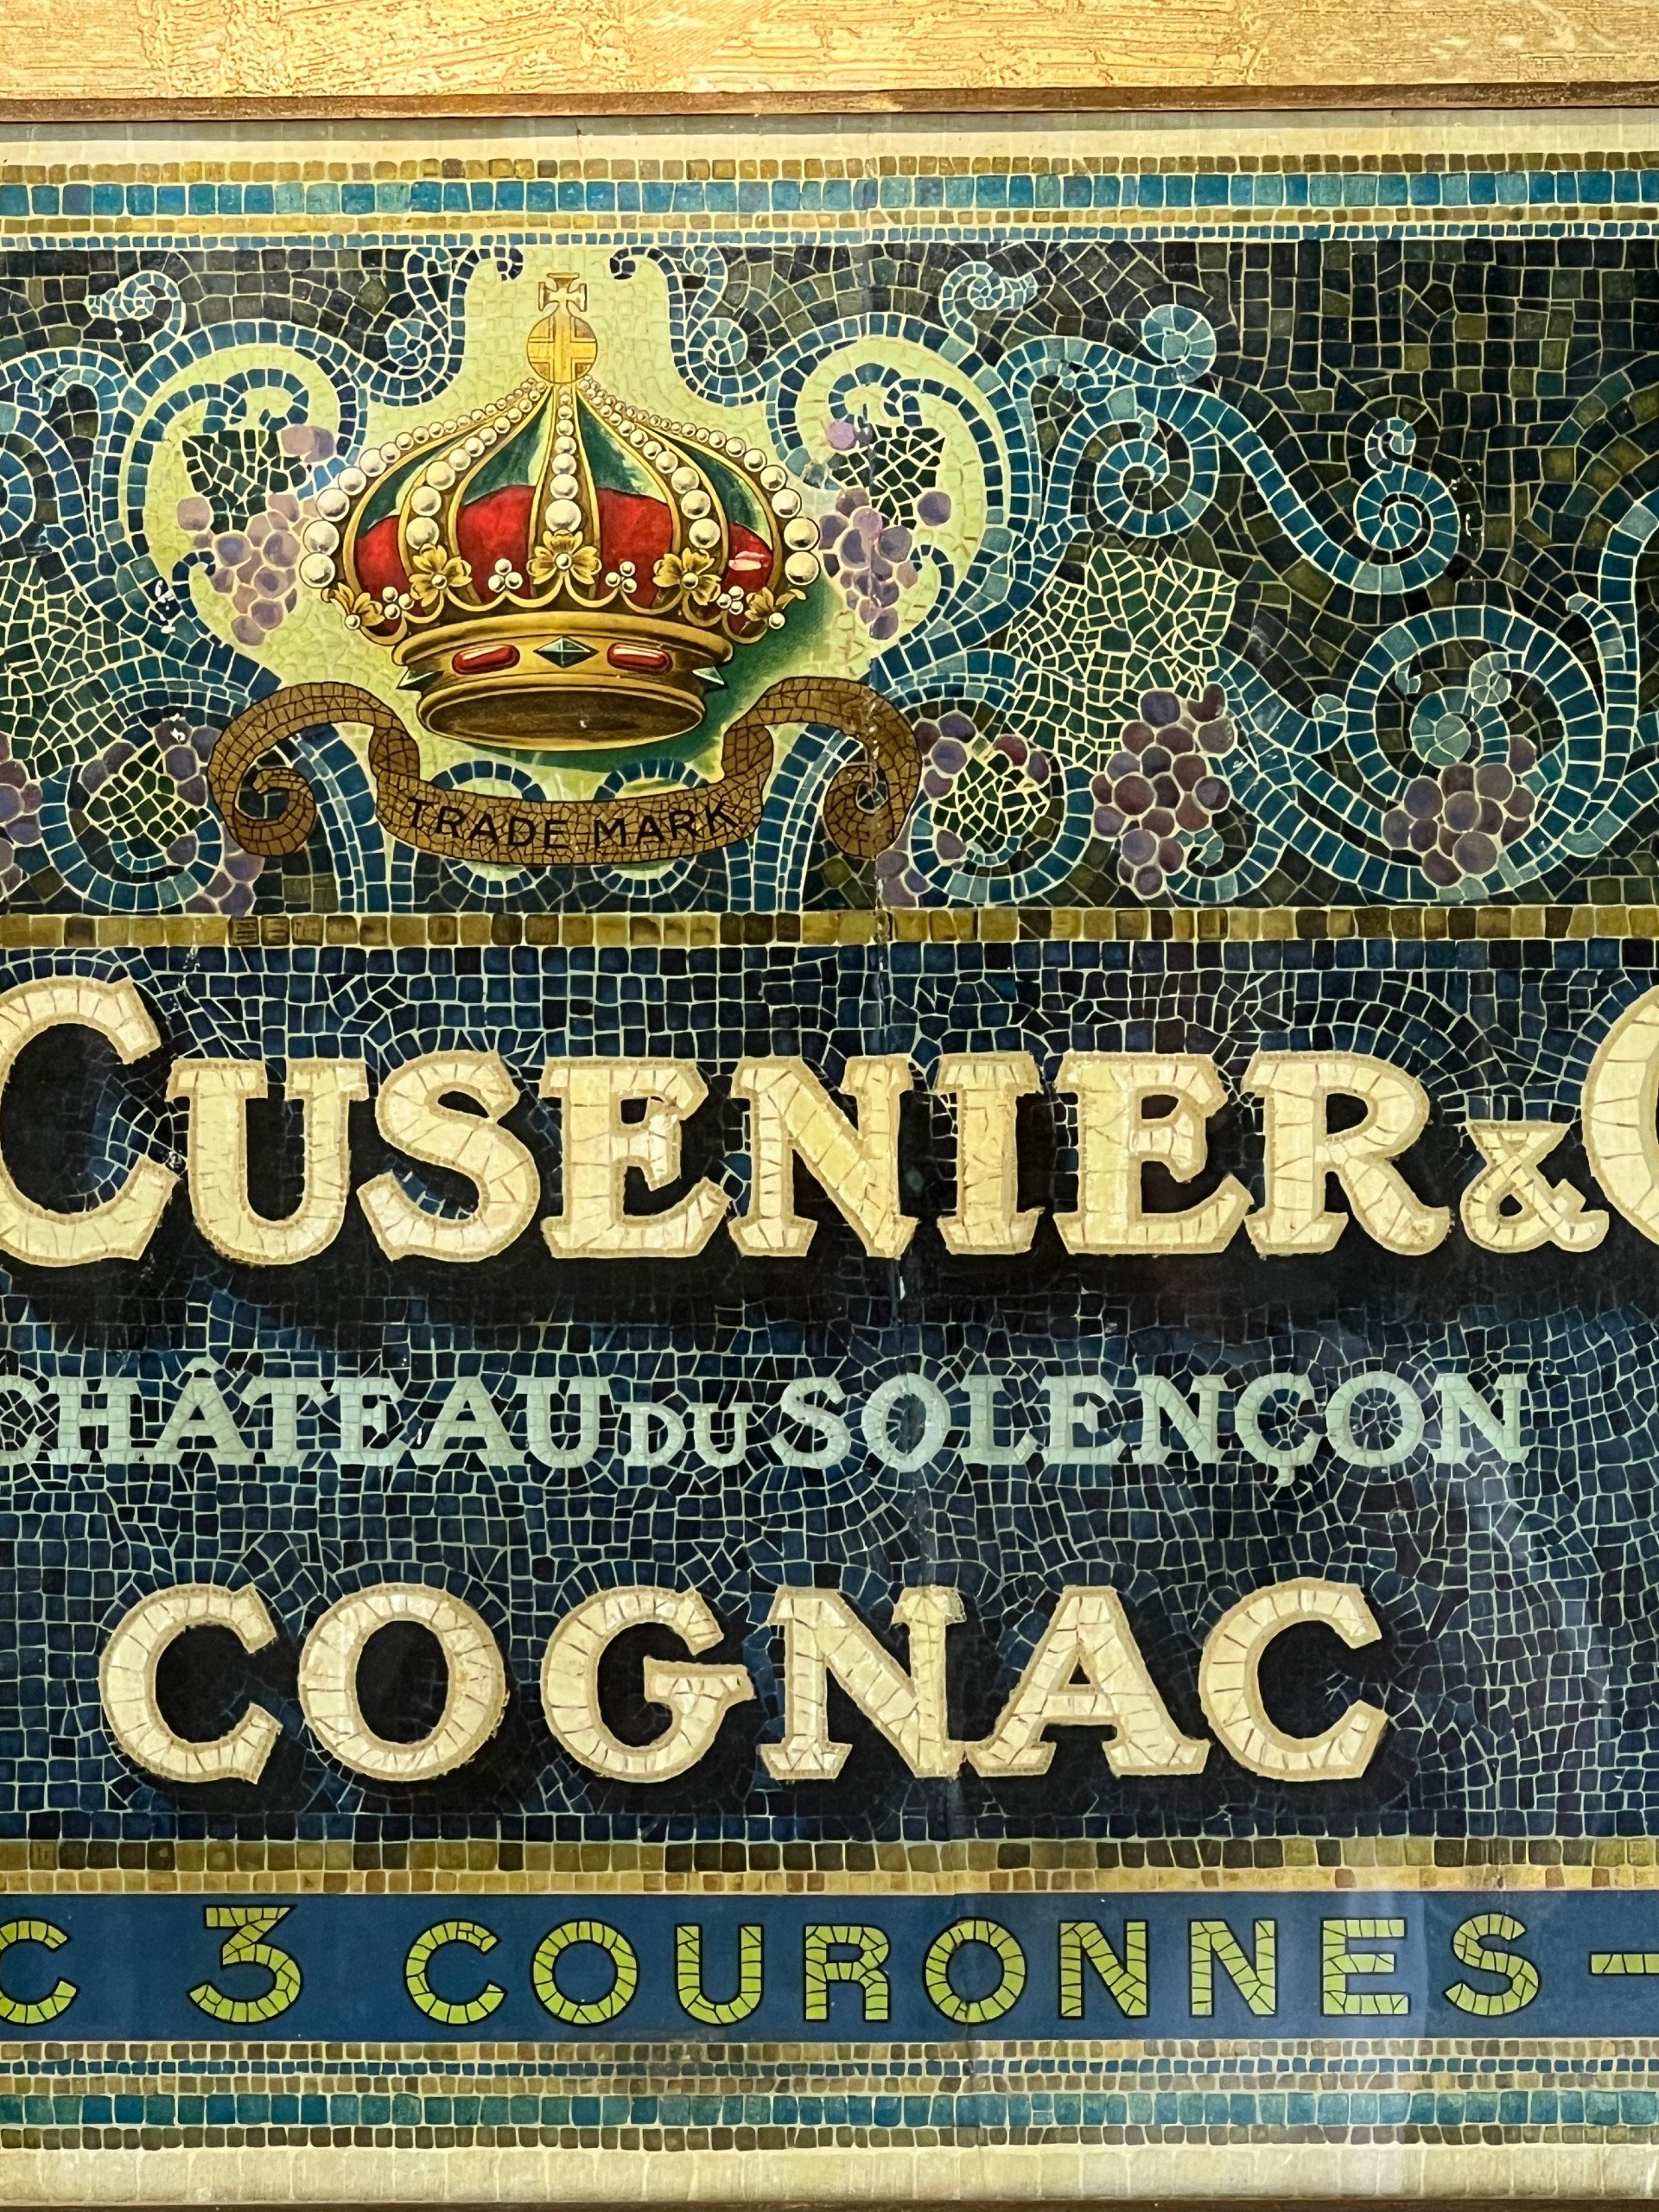 TRADE MARK
CUSENIER & C
CHÂTEAU DU SOLENÇON
COGNAC
C 3 COURONNES —